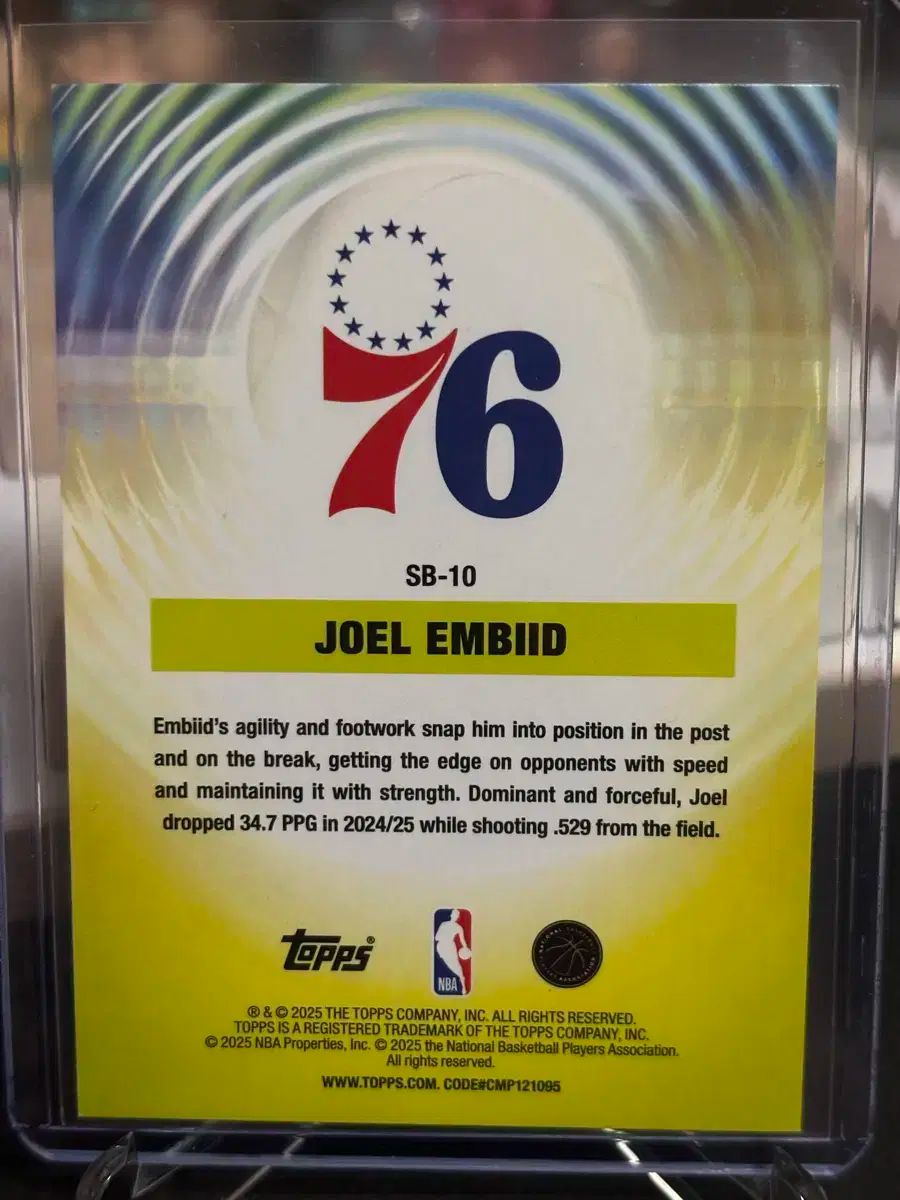 76
SB-10
JOEL EMBIID
Embiid's agility and footwork snap him into position in the post
and on the break, getting the edge on opponents with speed
and maintaining it with strength. Dominant and forceful, Joel
dropped 34.7 PPG in 2024/25 while shooting .529 from the field.
Topps®
NBA
® & © 2025 THE TOPPS COMPANY, INC. ALL RIGHTS RESERVED.
TOPPS IS A REGISTERED TRADEMARK OF THE TOPPS COMPANY, INC.
© 2025 NBA Properties, Inc. © 2025 the National Basketball Players Association.
All rights reserved.
WWW.TOPPS.COM. CODE#CMP121095